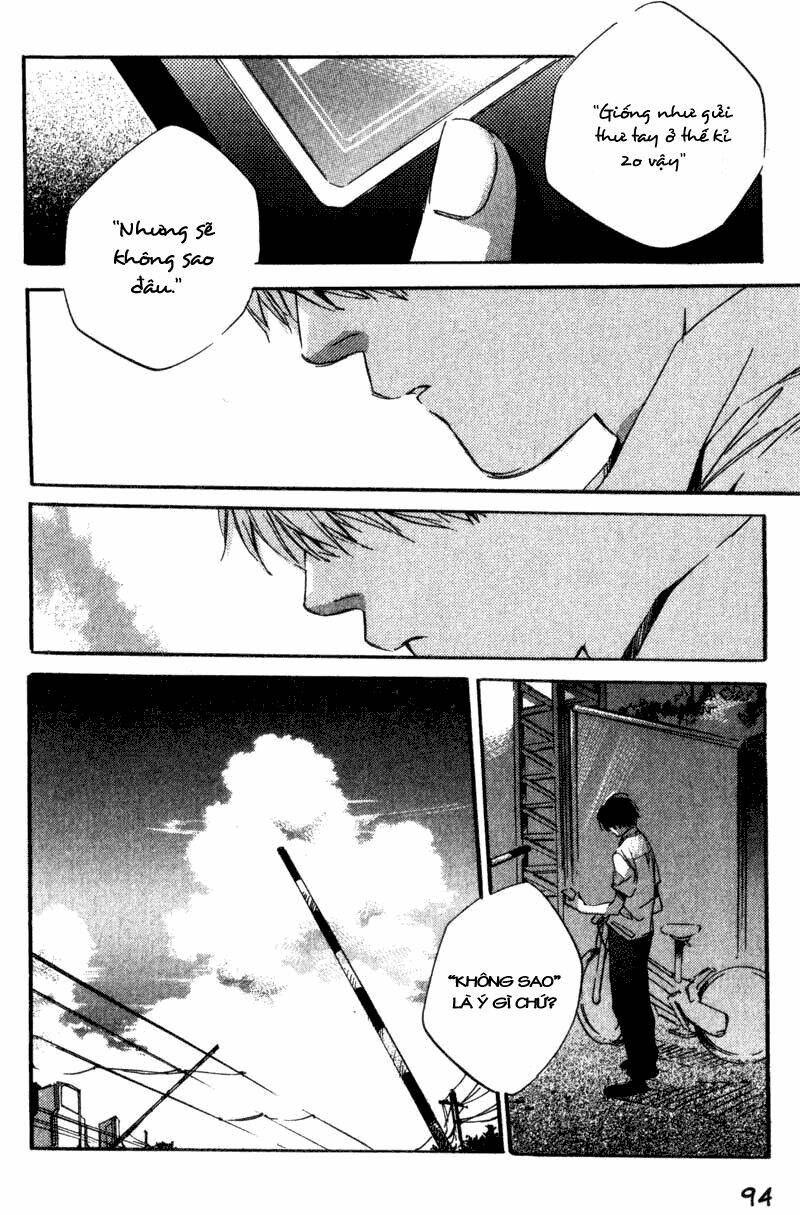 "Giống như gửi
thư tay ở thế kỉ
20 vậy"
"Nhưng sẽ
không sao
đâu."
"KHÔNG SAO"
LÀ Ý GÌ CHỨ?
94